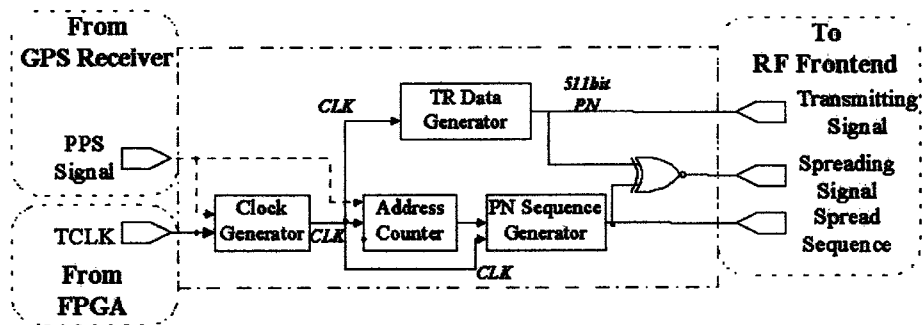 From
GPS Receiver
PPS
Signal
TCLK
From
FPGA
Clock
Generator
CLK
CLK
TR Data
Generator
511bit
PN
Address
Counter
PN Sequence
Generator
CLK
To
RF Frontend
Transmitting
Signal
Spreading
Signal
Spread
Sequence